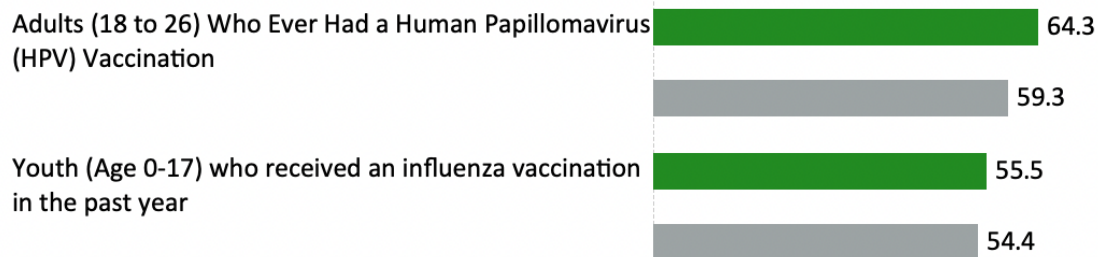 Adults (18 to 26) Who Ever Had a Human Papillomavirus
(HPV) Vaccination
64.3
59.3
Youth (Age 0-17) who received an influenza vaccination
in the past year
55.5
54.4